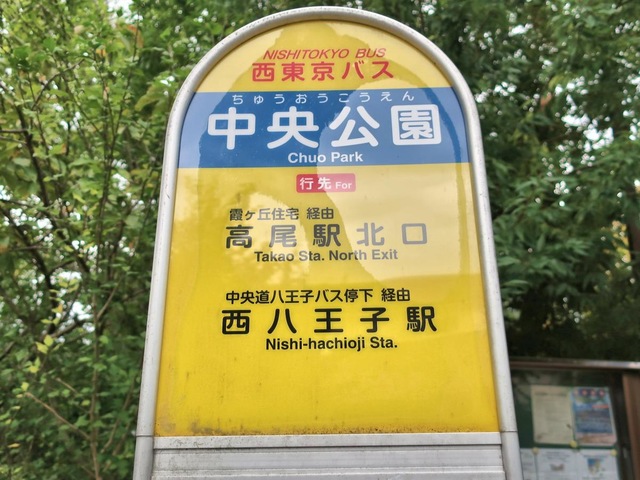 NISHITOKYO BUS
西東京バス
ちゅうおうこうえん
中央公園
Chuo Park
行先 For
霞ヶ丘住宅 経由
高尾駅北口
Takao Sta. North Exit
中央道八王子バス停下 経由
西八王子駅
Nishi-hachioji Sta.